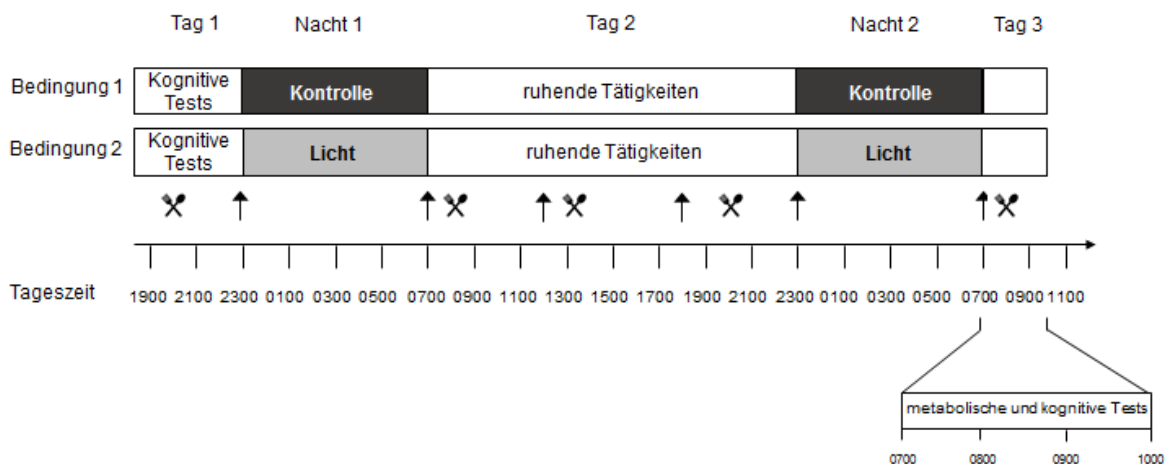 Tag 1 Nacht 1 Tag 2 Nacht 2 Tag 3
Bedingung 1
Kognitive
Tests
Kontrolle
ruhende Tätigkeiten
Kontrolle
Bedingung 2
Kognitive
Tests
Licht
ruhende Tätigkeiten
Licht
Tageszeit
1900 2100 2300 0100 0300 0500 0700 0900 1100 1300 1500 1700 1900 2100 2300 0100 0300 0500 0700 0900 1100
metabolische und kognitive Tests
0700 0800 0900 1000